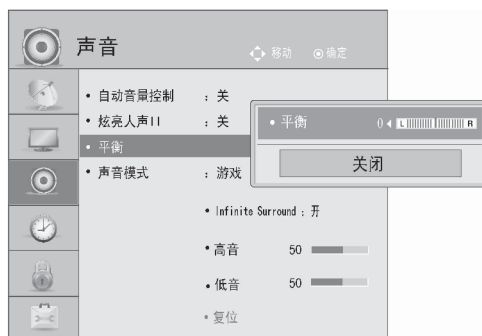 声音
移动 确定
• 自动音量控制 : 关
• 炫亮人声II : 关
• 平衡
• 声音模式 : 游戏
• Infinite Surround : 开
• 高音 50
• 低音 50
• 复位
• 平衡 0 L R
关闭